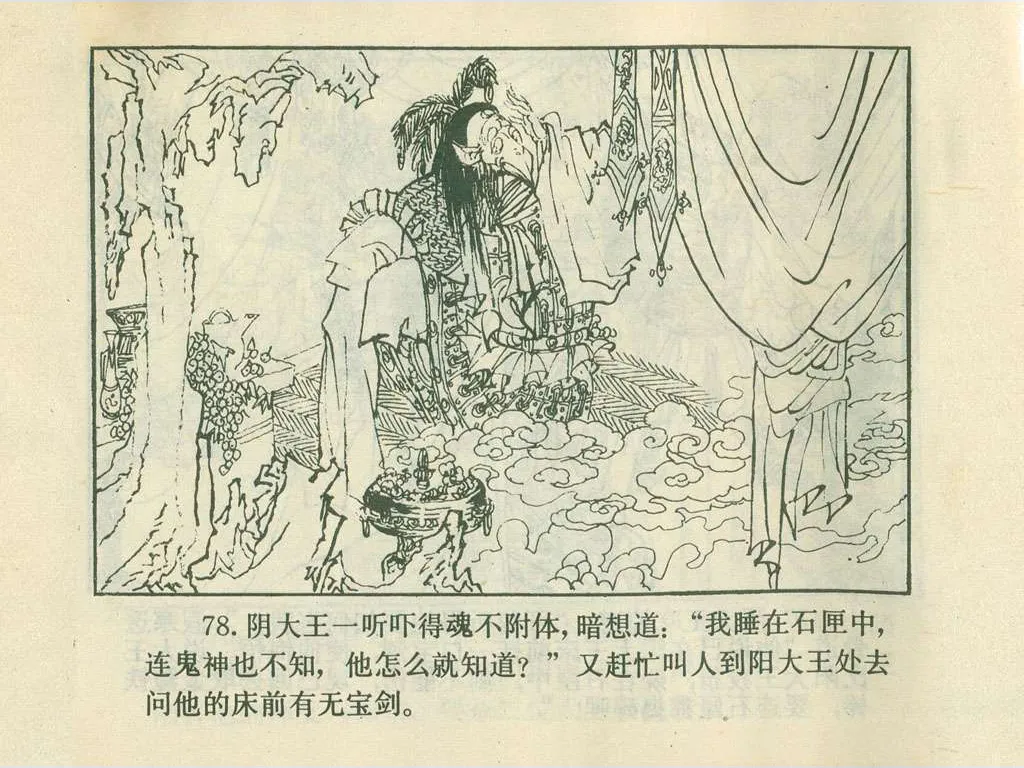 78. 阴大王一听吓得魂不附体，暗想道：“我睡在石匣中，
连鬼神也不知，他怎么就知道？”又赶忙叫人到阳大王处去
问他的床前有无宝剑。